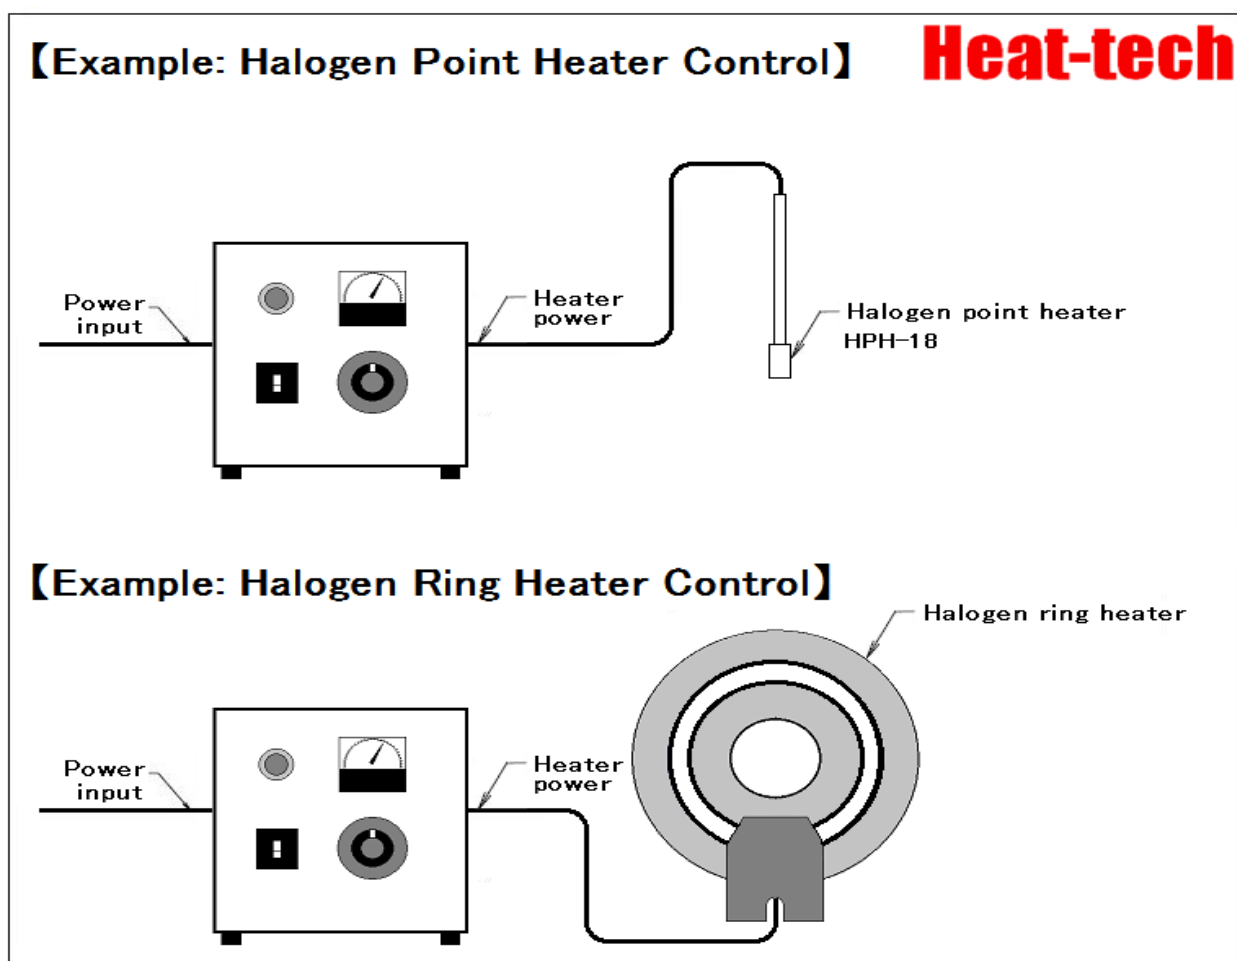 【Example: Halogen Point Heater Control】
Heat-tech
Power
input
Heater
power
Halogen point heater
HPH-18
【Example: Halogen Ring Heater Control】
Halogen ring heater
Power
input
Heater
power